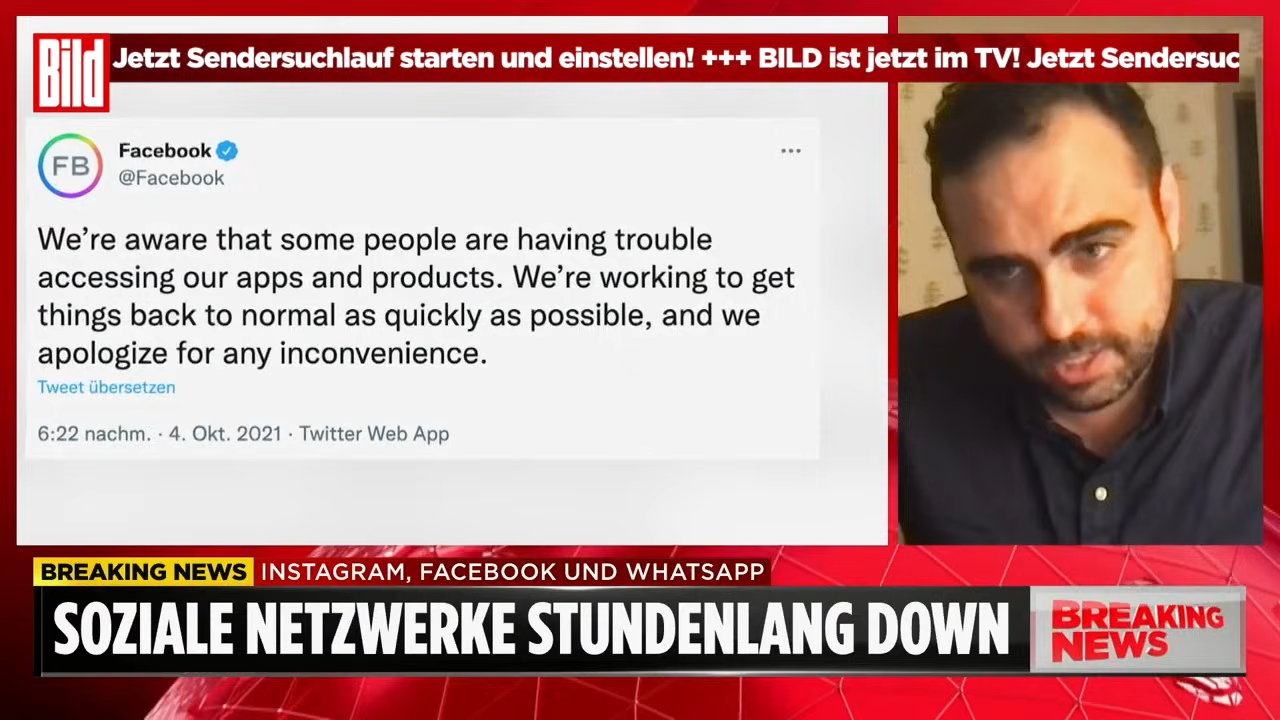 Bild
Jetzt Sendersuchlauf starten und einstellen! +++ BILD ist jetzt im TV! Jetzt Sendersuc
FB
Facebook
@Facebook
We're aware that some people are having trouble
accessing our apps and products. We're working to get
things back to normal as quickly as possible, and we
apologize for any inconvenience.
Tweet übersetzen
6:22 nachm. · 4. Okt. 2021 · Twitter Web App
BREAKING NEWS INSTAGRAM, FACEBOOK UND WHATSAPP
SOZIALE NETZWERKE STUNDENLANG DOWN
BREAKING
NEWS